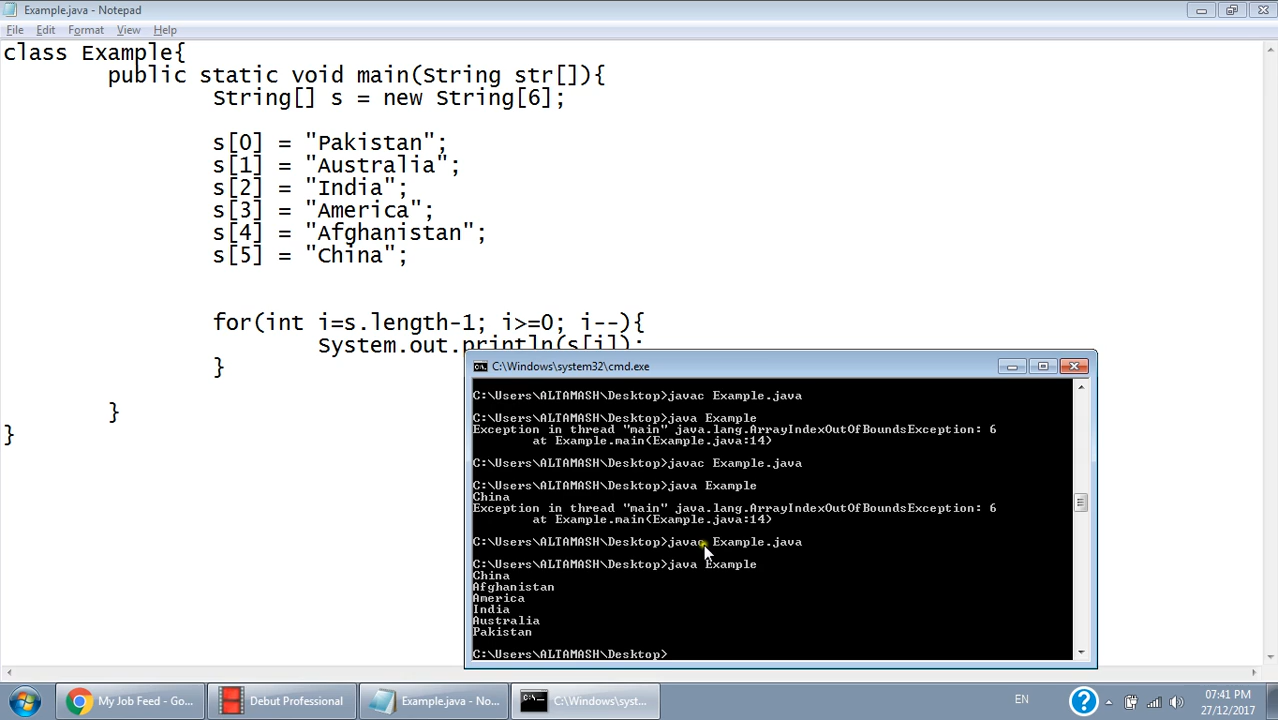 Example.java - Notepad
File Edit Format View Help
class Example{
public static void main(String str[]){
String[] s = new String[6];
s[0] = "Pakistan";
s[1] = "Australia";
s[2] = "India";
s[3] = "America";
s[4] = "Afghanistan";
s[5] = "China";
for(int i=s.length-1; i>=0; i--){
System.out.println(s[i]);
}
}
}
C:\Windows\system32\cmd.exe
C:\Users\ALTAMASH\Desktop>javac Example.java
C:\Users\ALTAMASH\Desktop>java Example
Exception in thread "main" java.lang.ArrayIndexOutOfBoundsException: 6
at Example.main(Example.java:14)
C:\Users\ALTAMASH\Desktop>javac Example.java
C:\Users\ALTAMASH\Desktop>java Example
China
Exception in thread "main" java.lang.ArrayIndexOutOfBoundsException: 6
at Example.main(Example.java:14)
C:\Users\ALTAMASH\Desktop>javac Example.java
C:\Users\ALTAMASH\Desktop>java Example
China
Afghanistan
America
India
Australia
Pakistan
C:\Users\ALTAMASH\Desktop>
My Job Feed - Go... Debut Professional Example.java - No... C:\Windows\syst... EN 07:41 PM
27/12/2017